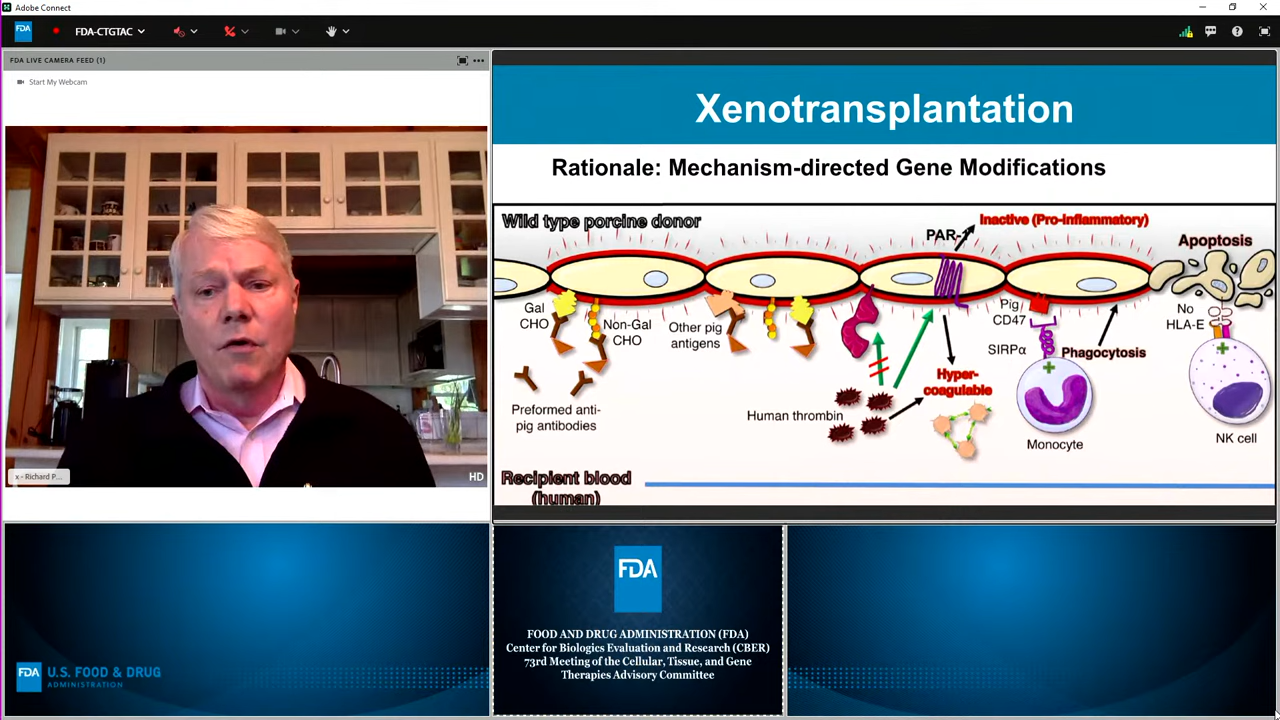 Adobe Connect
FDA
FDA-CTGTAC
FDA LIVE CAMERA FEED (1)
Start My Webcam
x - Richard P...
HD
Xenotransplantation
Rationale: Mechanism-directed Gene Modifications
Wild type porcine donor
PAR-1
Inactive (Pro-inflammatory)
Apoptosis
Gal
CHO
Non-Gal
CHO
Other pig
antigens
Pig
CD47
No
HLA-E
SIRPα
Phagocytosis
Hyper-
coagulable
Preformed anti-
pig antibodies
Human thrombin
Monocyte
NK cell
Recipient blood
(human)
FDA
U.S. FOOD & DRUG
ADMINISTRATION
FDA
FOOD AND DRUG ADMINISTRATION (FDA)
Center for Biologics Evaluation and Research (CBER)
73rd Meeting of the Cellular, Tissue, and Gene
Therapies Advisory Committee